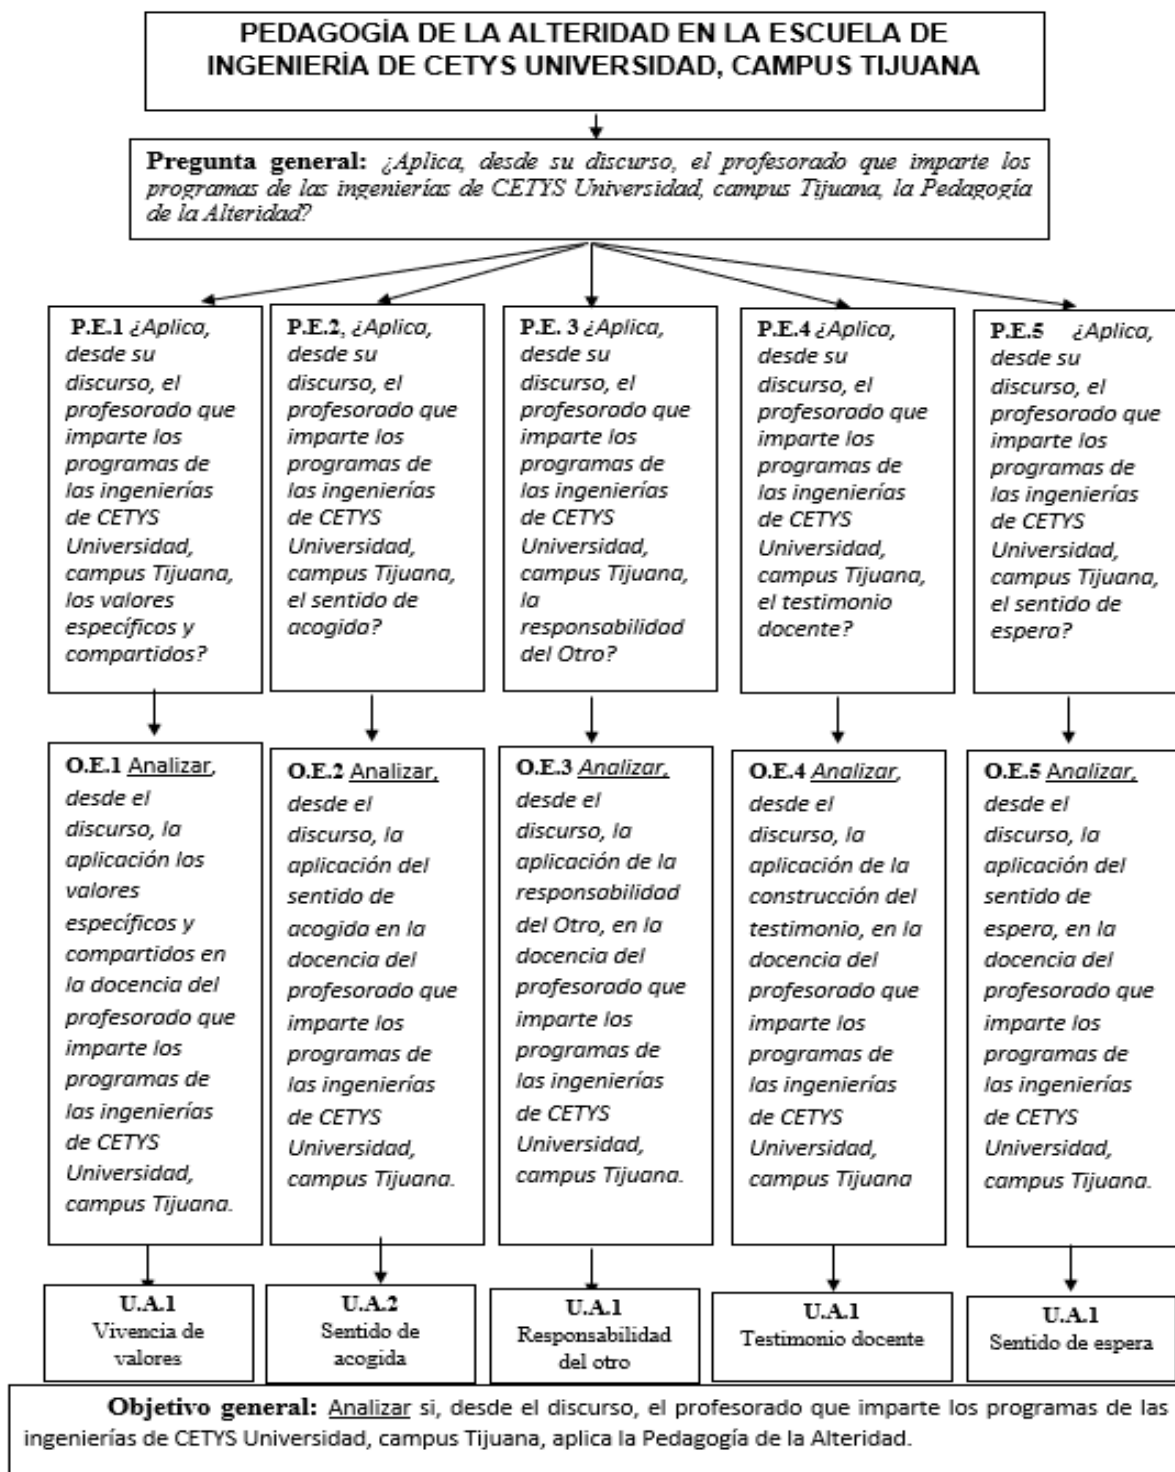 PEDAGOGÍA DE LA ALTERIDAD EN LA ESCUELA DE
INGENIERÍA DE CETYS UNIVERSIDAD, CAMPUS TIJUANA
Pregunta general: ¿Aplica, desde su discurso, el profesorado que imparte los
programas de las ingenierías de CETYS Universidad, campus Tijuana, la Pedagogía
de la Alteridad?
P.E.1 ¿Aplica,
desde su
discurso, el
profesorado que
imparte los
programas de
las ingenierías
de CETYS
Universidad,
campus Tijuana,
los valores
específicos y
compartidos?
P.E.2, ¿Aplica,
desde su
discurso, el
profesorado que
imparte los
programas de
las ingenierías
de CETYS
Universidad,
campus Tijuana,
el sentido de
acogida?
P.E. 3 ¿Aplica,
desde su
discurso, el
profesorado que
imparte los
programas de
las ingenierías
de CETYS
Universidad,
campus Tijuana,
la
responsabilidad
del Otro?
P.E.4 ¿Aplica,
desde su
discurso, el
profesorado que
imparte los
programas de
las ingenierías
de CETYS
Universidad,
campus Tijuana,
el testimonio
docente?
P.E.5 ¿Aplica,
desde su
discurso, el
profesorado que
imparte los
programas de
las ingenierías
de CETYS
Universidad,
campus Tijuana,
el sentido de
espera?
O.E.1 Analizar,
desde el
discurso, la
aplicación los
valores
específicos y
compartidos en
la docencia del
profesorado que
imparte los
programas de
las ingenierías
de CETYS
Universidad,
campus Tijuana.
O.E.2 Analizar,
desde el
discurso, la
aplicación del
sentido de
acogida en la
docencia del
profesorado que
imparte los
programas de
las ingenierías
de CETYS
Universidad,
campus Tijuana.
O.E.3 Analizar,
desde el
discurso, la
aplicación de la
responsabilidad
del Otro, en la
docencia del
profesorado que
imparte los
programas de
las ingenierías
de CETYS
Universidad,
campus Tijuana.
O.E.4 Analizar,
desde el
discurso, la
aplicación de la
construcción del
testimonio, en la
docencia del
profesorado que
imparte los
programas de
las ingenierías
de CETYS
Universidad,
campus Tijuana
O.E.5 Analizar,
desde el
discurso, la
aplicación del
sentido de
espera, en la
docencia del
profesorado que
imparte los
programas de
las ingenierías
de CETYS
Universidad,
campus Tijuana.
U.A.1
Vivencia de
valores
U.A.2
Sentido de
acogida
U.A.1
Responsabilidad
del otro
U.A.1
Testimonio docente
U.A.1
Sentido de espera
Objetivo general: Analizar si, desde el discurso, el profesorado que imparte los programas de las
ingenierías de CETYS Universidad, campus Tijuana, aplica la Pedagogía de la Alteridad.